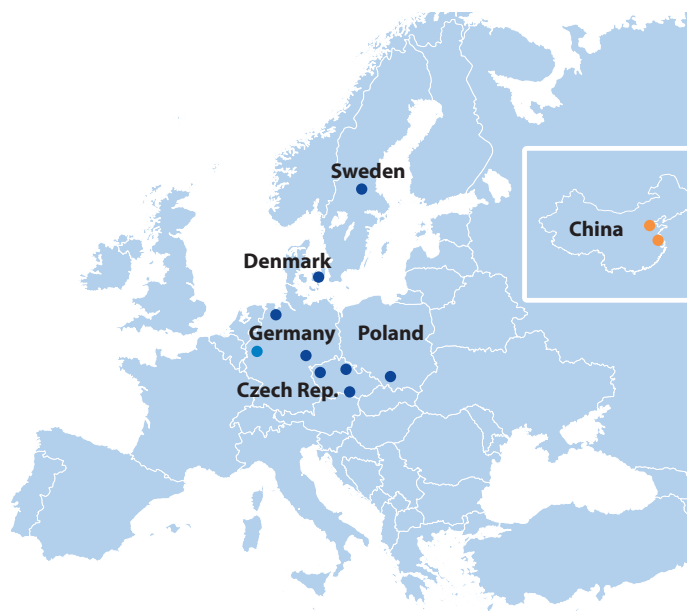 Sweden
China
Denmark
Germany
Poland
Czech Rep.